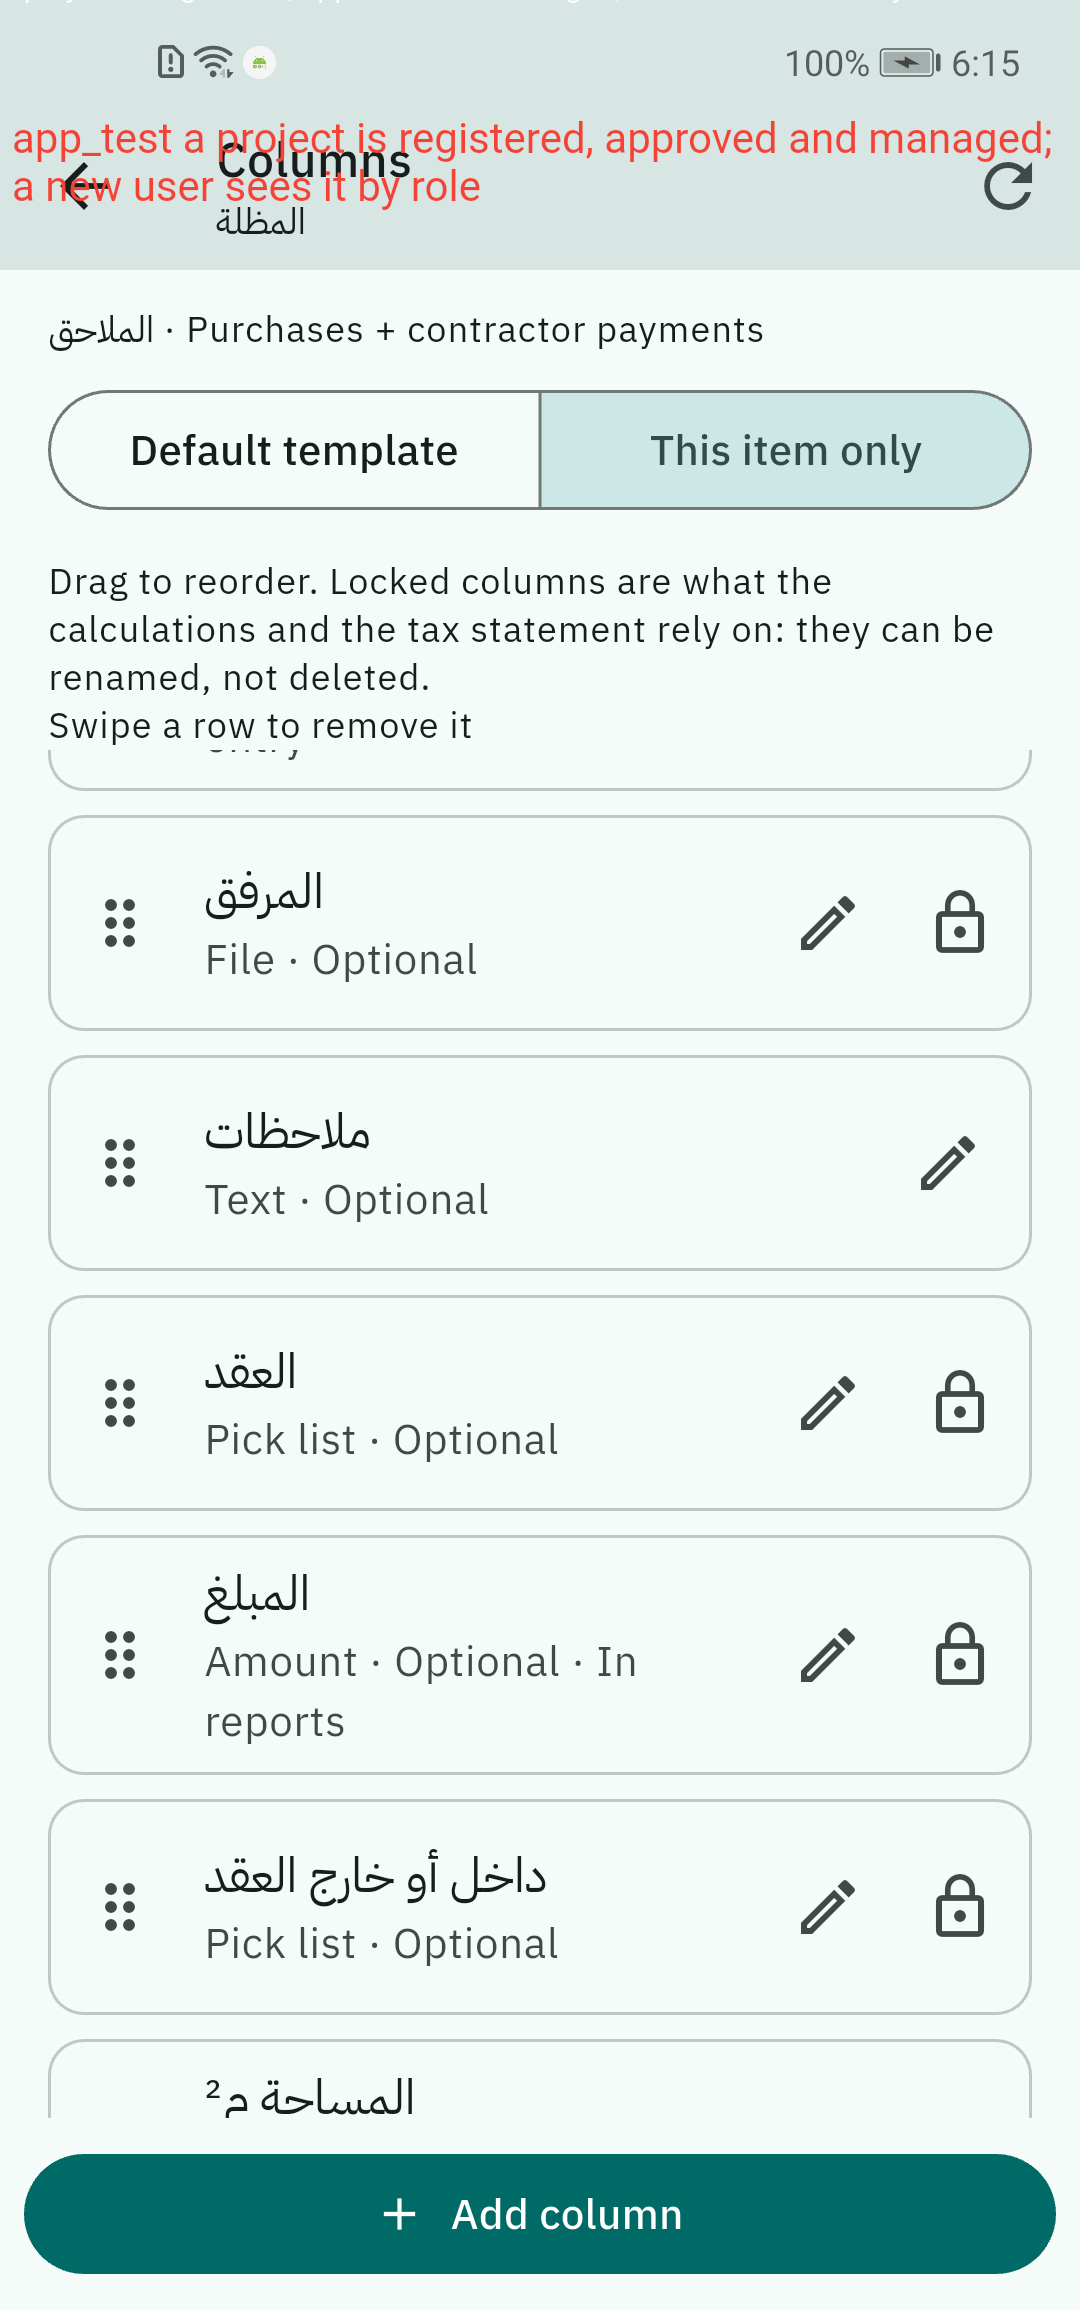 100% 6:15
app_test a project is registered, approved and managed;
a new user sees it by role
Columns
المظلة
الملاحق · Purchases + contractor payments
Default template
This item only
Drag to reorder. Locked columns are what the
calculations and the tax statement rely on: they can be
renamed, not deleted.
Swipe a row to remove it
المرفق
File · Optional
ملاحظات
Text · Optional
العقد
Pick list · Optional
المبلغ
Amount · Optional · In
reports
داخل أو خارج العقد
Pick list · Optional
المساحة م²
Add column